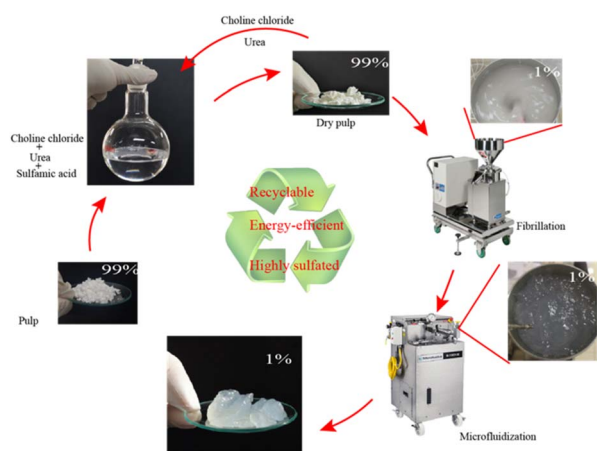 Choline chloride
Urea
99%
Dry pulp
1%
Choline chloride
+
Urea
+
Sulfamic acid
Recyclable
Energy-efficient
Highly sulfated
Fibrillation
99%
Pulp
1%
1%
Microfluidization